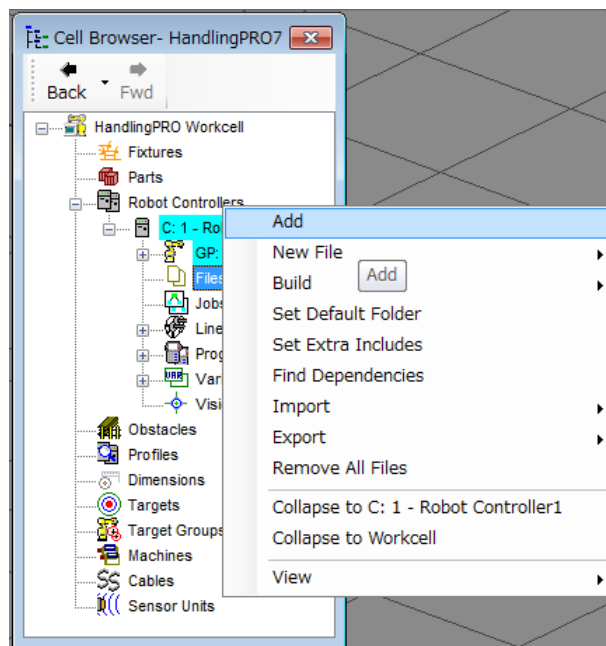 Cell Browser- HandlingPRO7
Back Fwd
HandlingPRO Workcell
Fixtures
Parts
Robot Controllers
C: 1 - Ro
GP:
Files
Jobs
Line
Prog
Vari
Visi
Obstacles
Profiles
Dimensions
Targets
Target Groups
Machines
Cables
Sensor Units
Add
New File
Build
Add
Set Default Folder
Set Extra Includes
Find Dependencies
Import
Export
Remove All Files
Collapse to C: 1 - Robot Controller1
Collapse to Workcell
View